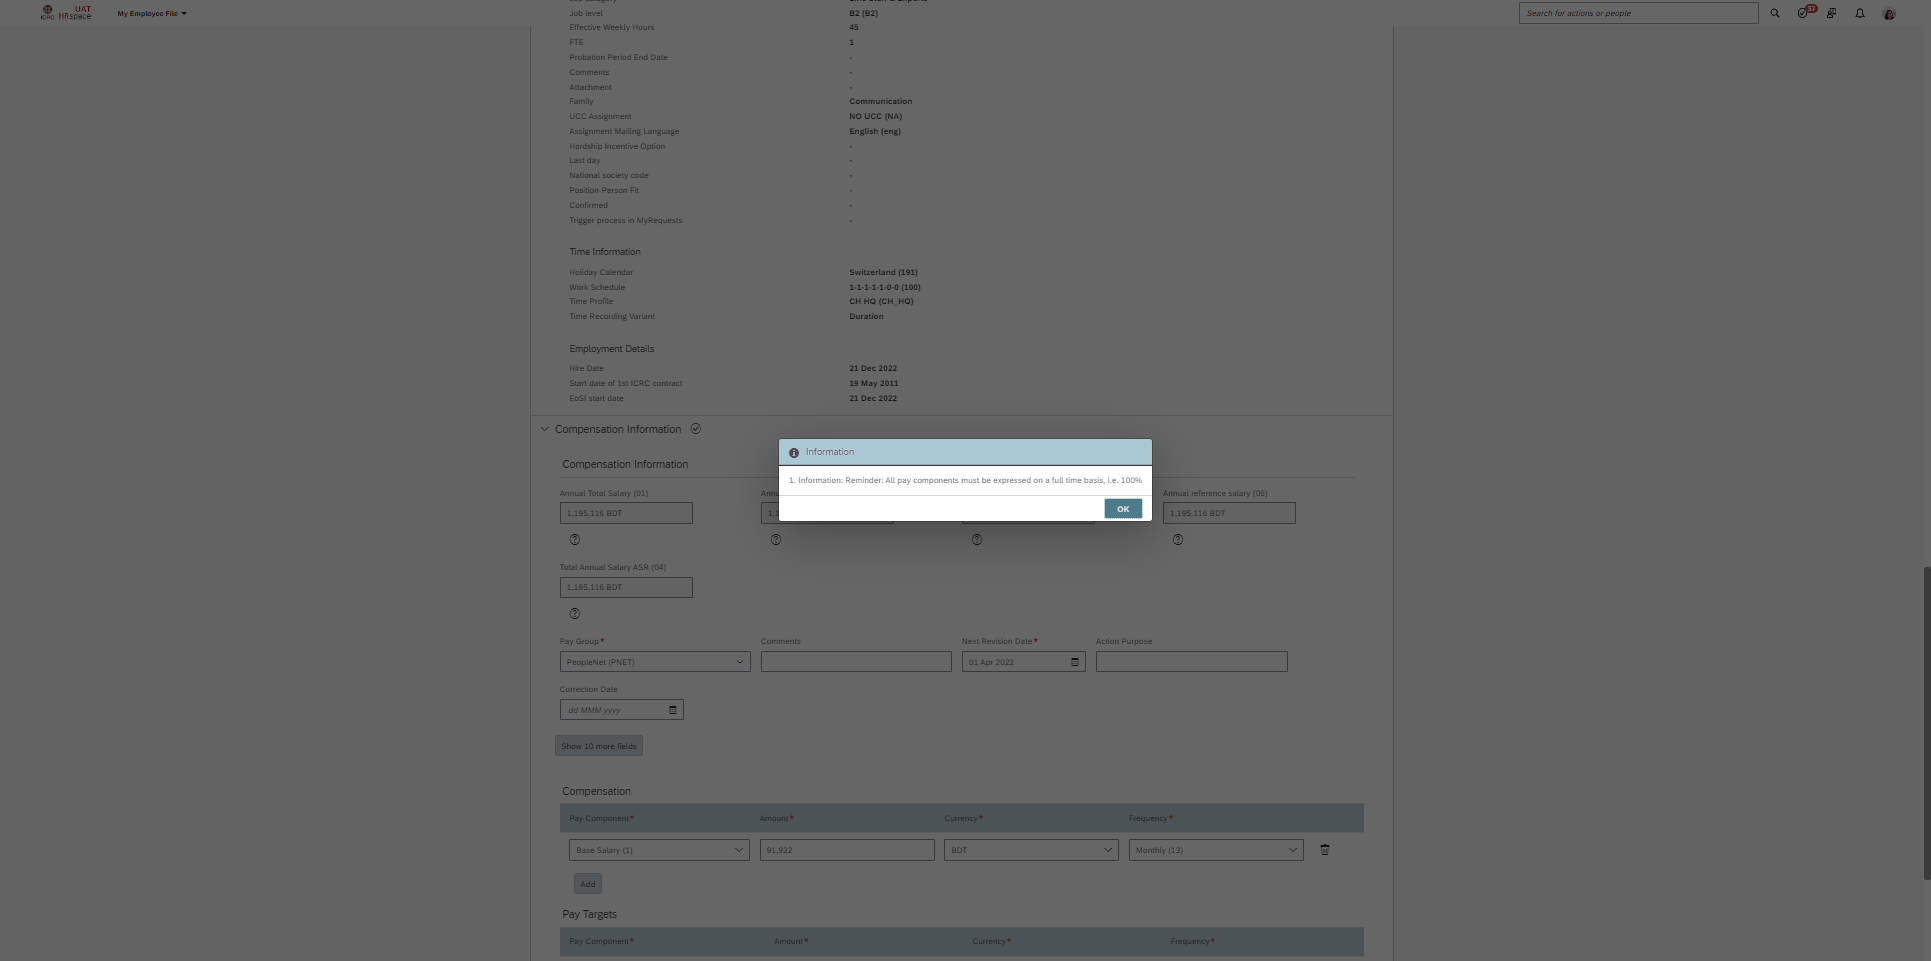 UAT
ICRC HRspace
My Employee File
Search for actions or people
37
Job level B2 (B2)
Effective Weekly Hours 45
FTE 1
Probation Period End Date -
Comments -
Attachment -
Family Communication
UCC Assignment NO UCC (NA)
Assignment Mailing Language English (eng)
Hardship Incentive Option -
Last day -
National society code -
Position-Person Fit -
Confirmed -
Trigger process in MyRequests -
Time Information
Holiday Calendar Switzerland (191)
Work Schedule 1-1-1-1-1-0-0 (100)
Time Profile CH HQ (CH_HQ)
Time Recording Variant Duration
Employment Details
Hire Date 21 Dec 2022
Start date of 1st ICRC contract 19 May 2011
EoSI start date 21 Dec 2022
Compensation Information
Information
Compensation Information
1. Information: Reminder: All pay components must be expressed on a full time basis, i.e. 100%
OK
Annual Total Salary (01) Annual reference salary (06)
1,195,116 BDT 1,195,116 BDT
Total Annual Salary ASR (04)
1,195,116 BDT
Pay Group* Comments Next Revision Date* Action Purpose
PeopleNet (PNET) 01 Apr 2022
Correction Date
dd MMM yyyy
Show 10 more fields
Compensation
Pay Component* Amount* Currency* Frequency*
Base Salary (1) 91,932 BDT Monthly (13)
Add
Pay Targets
Pay Component* Amount* Currency* Frequency*